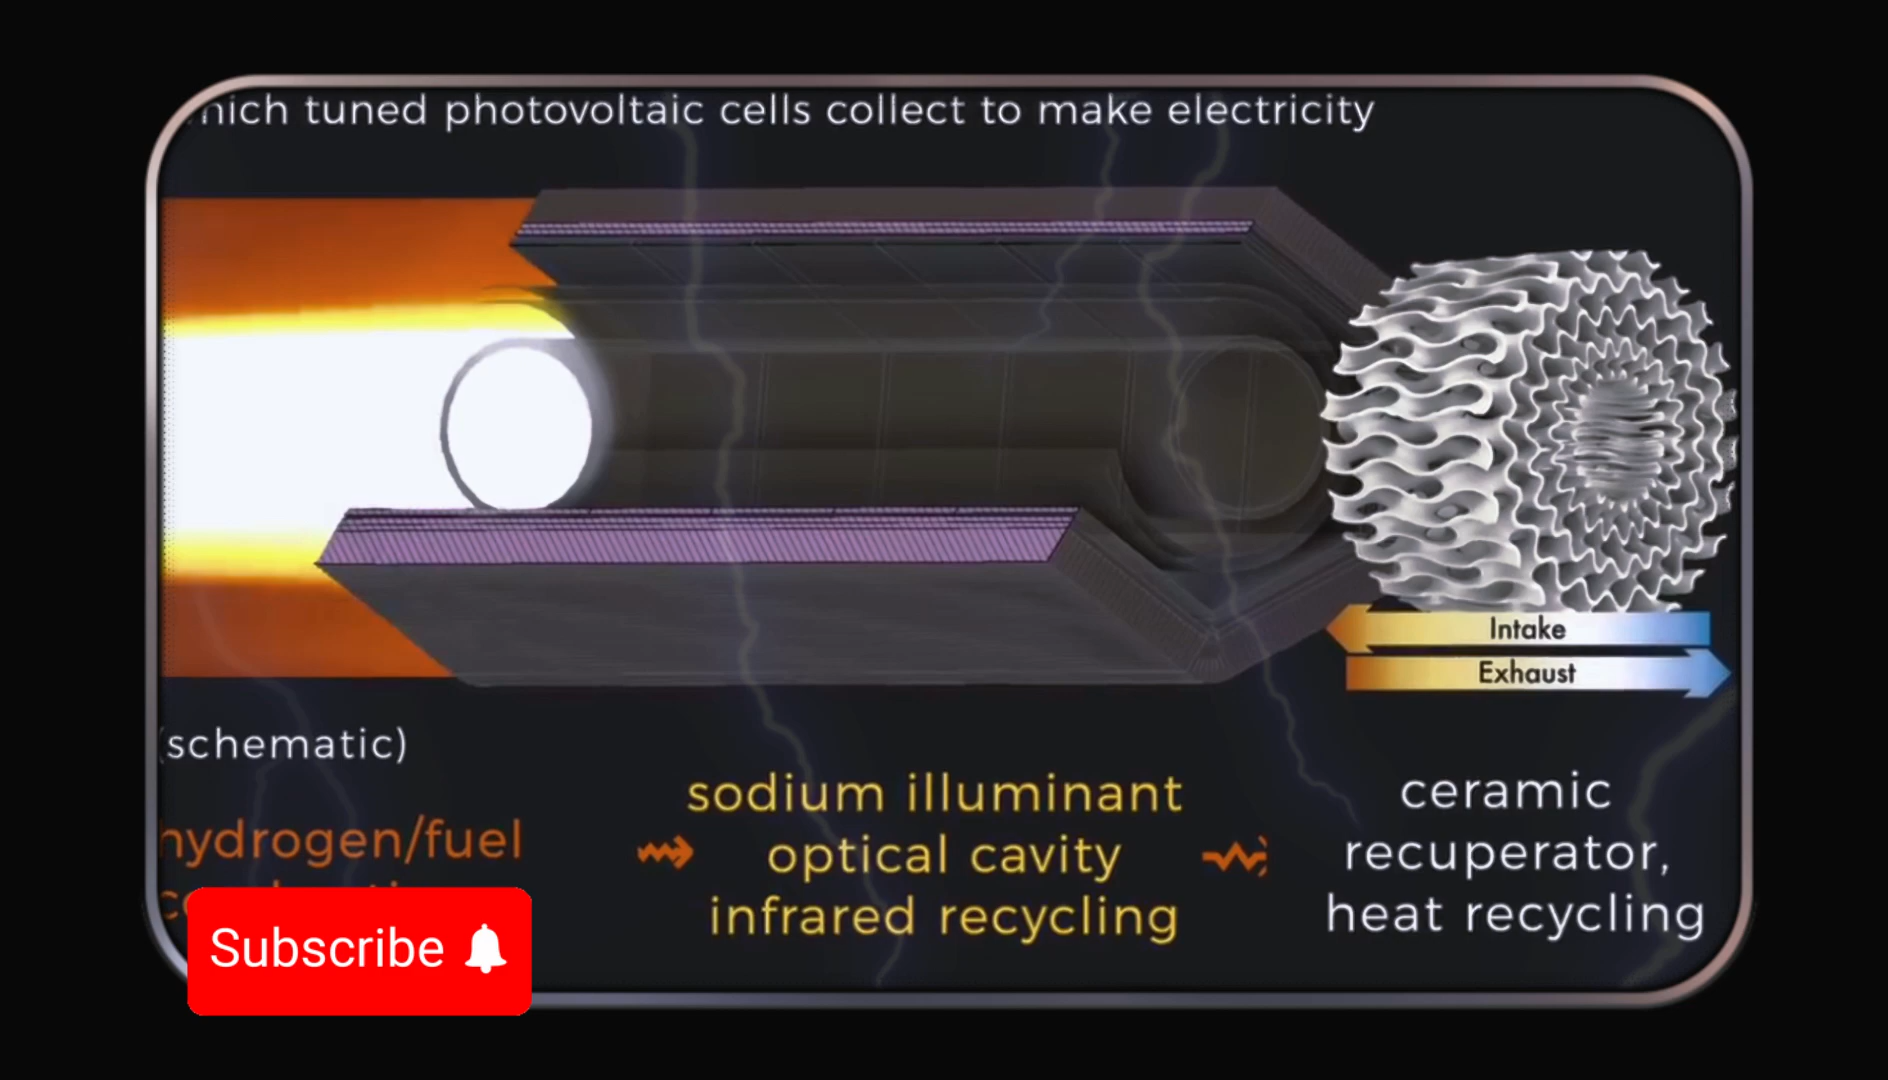 tuned photovoltaic cells collect to make electricity
Intake
Exhaust
(schematic)
hydrogen/fuel
sodium illuminant
optical cavity
infrared recycling
ceramic
recuperator,
heat recycling
Subscribe